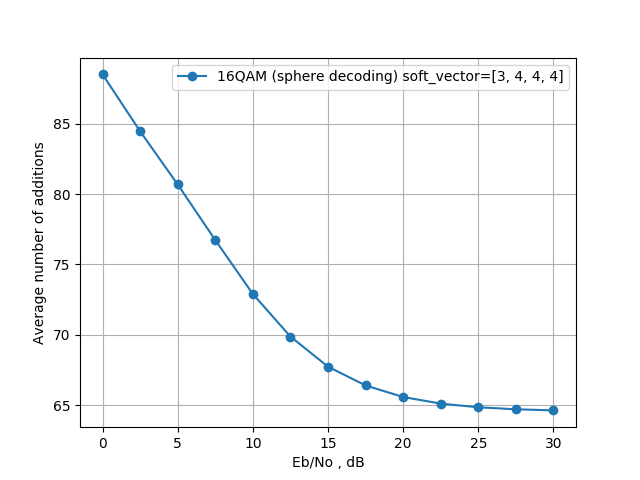 16QAM (sphere decoding) soft_vector=[3, 4, 4, 4]
85
80
75
70
65
Average number of additions
0 5 10 15 20 25 30
Eb/No , dB